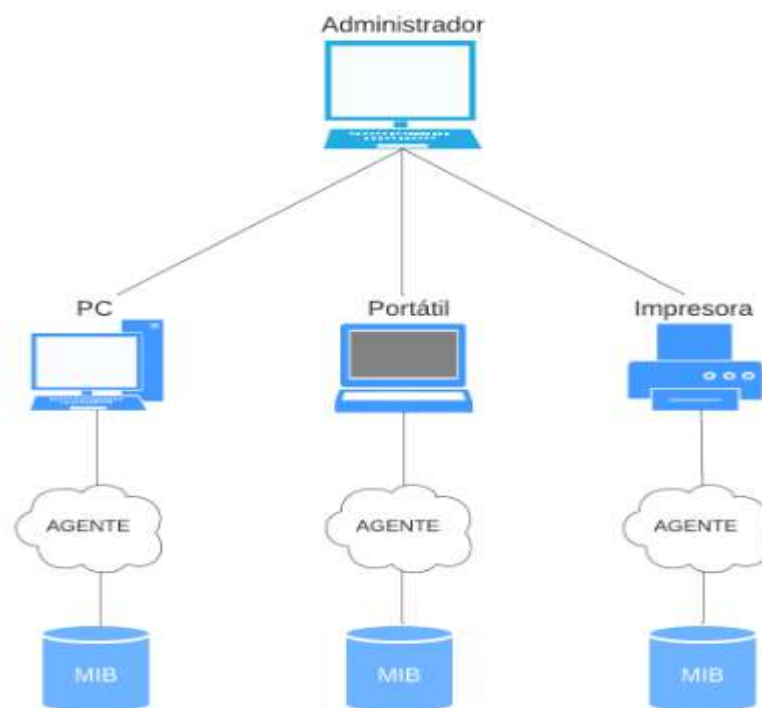 Administrador
PC
Portátil
Impresora
AGENTE
AGENTE
AGENTE
MIB
MIB
MIB